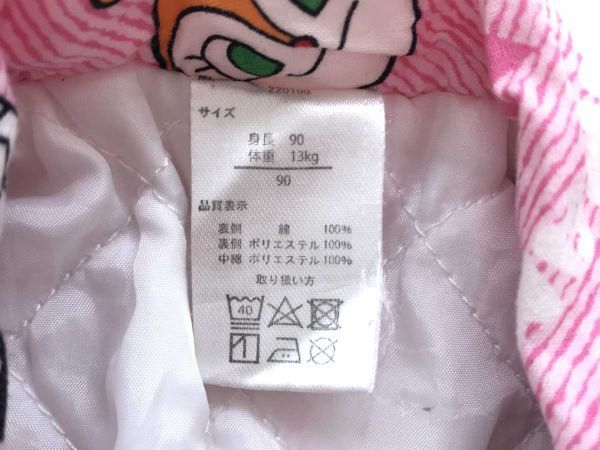 220100
サイズ
身長 90
体重 13kg
90
品質表示
表側 綿 100%
裏側 ポリエステル 100%
中綿 ポリエステル 100%
取り扱い方
40